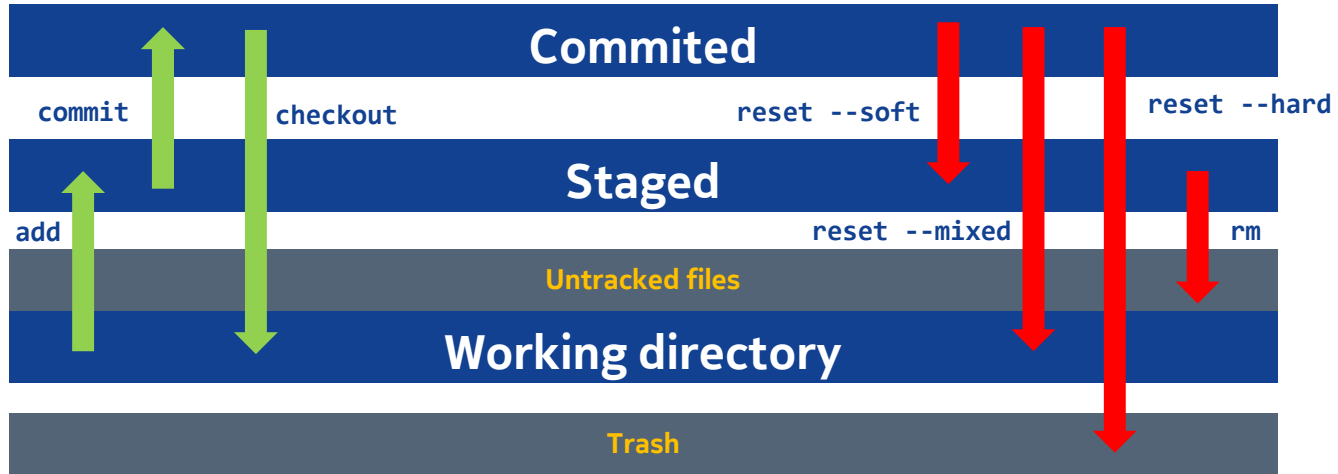 Commited
commit
checkout
reset --soft
reset --hard
Staged
add
reset --mixed
rm
Untracked files
Working directory
Trash